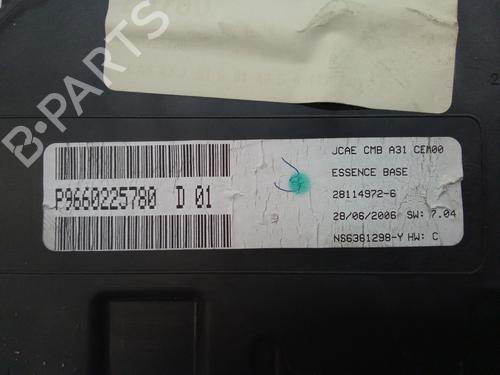 B-PARTS
P9660225780 D 01
JCAE CMB A31 CEM00
ESSENCE BASE
28114972-6
28/06/2006 SW: 7.04
NS6361298-Y HW: C